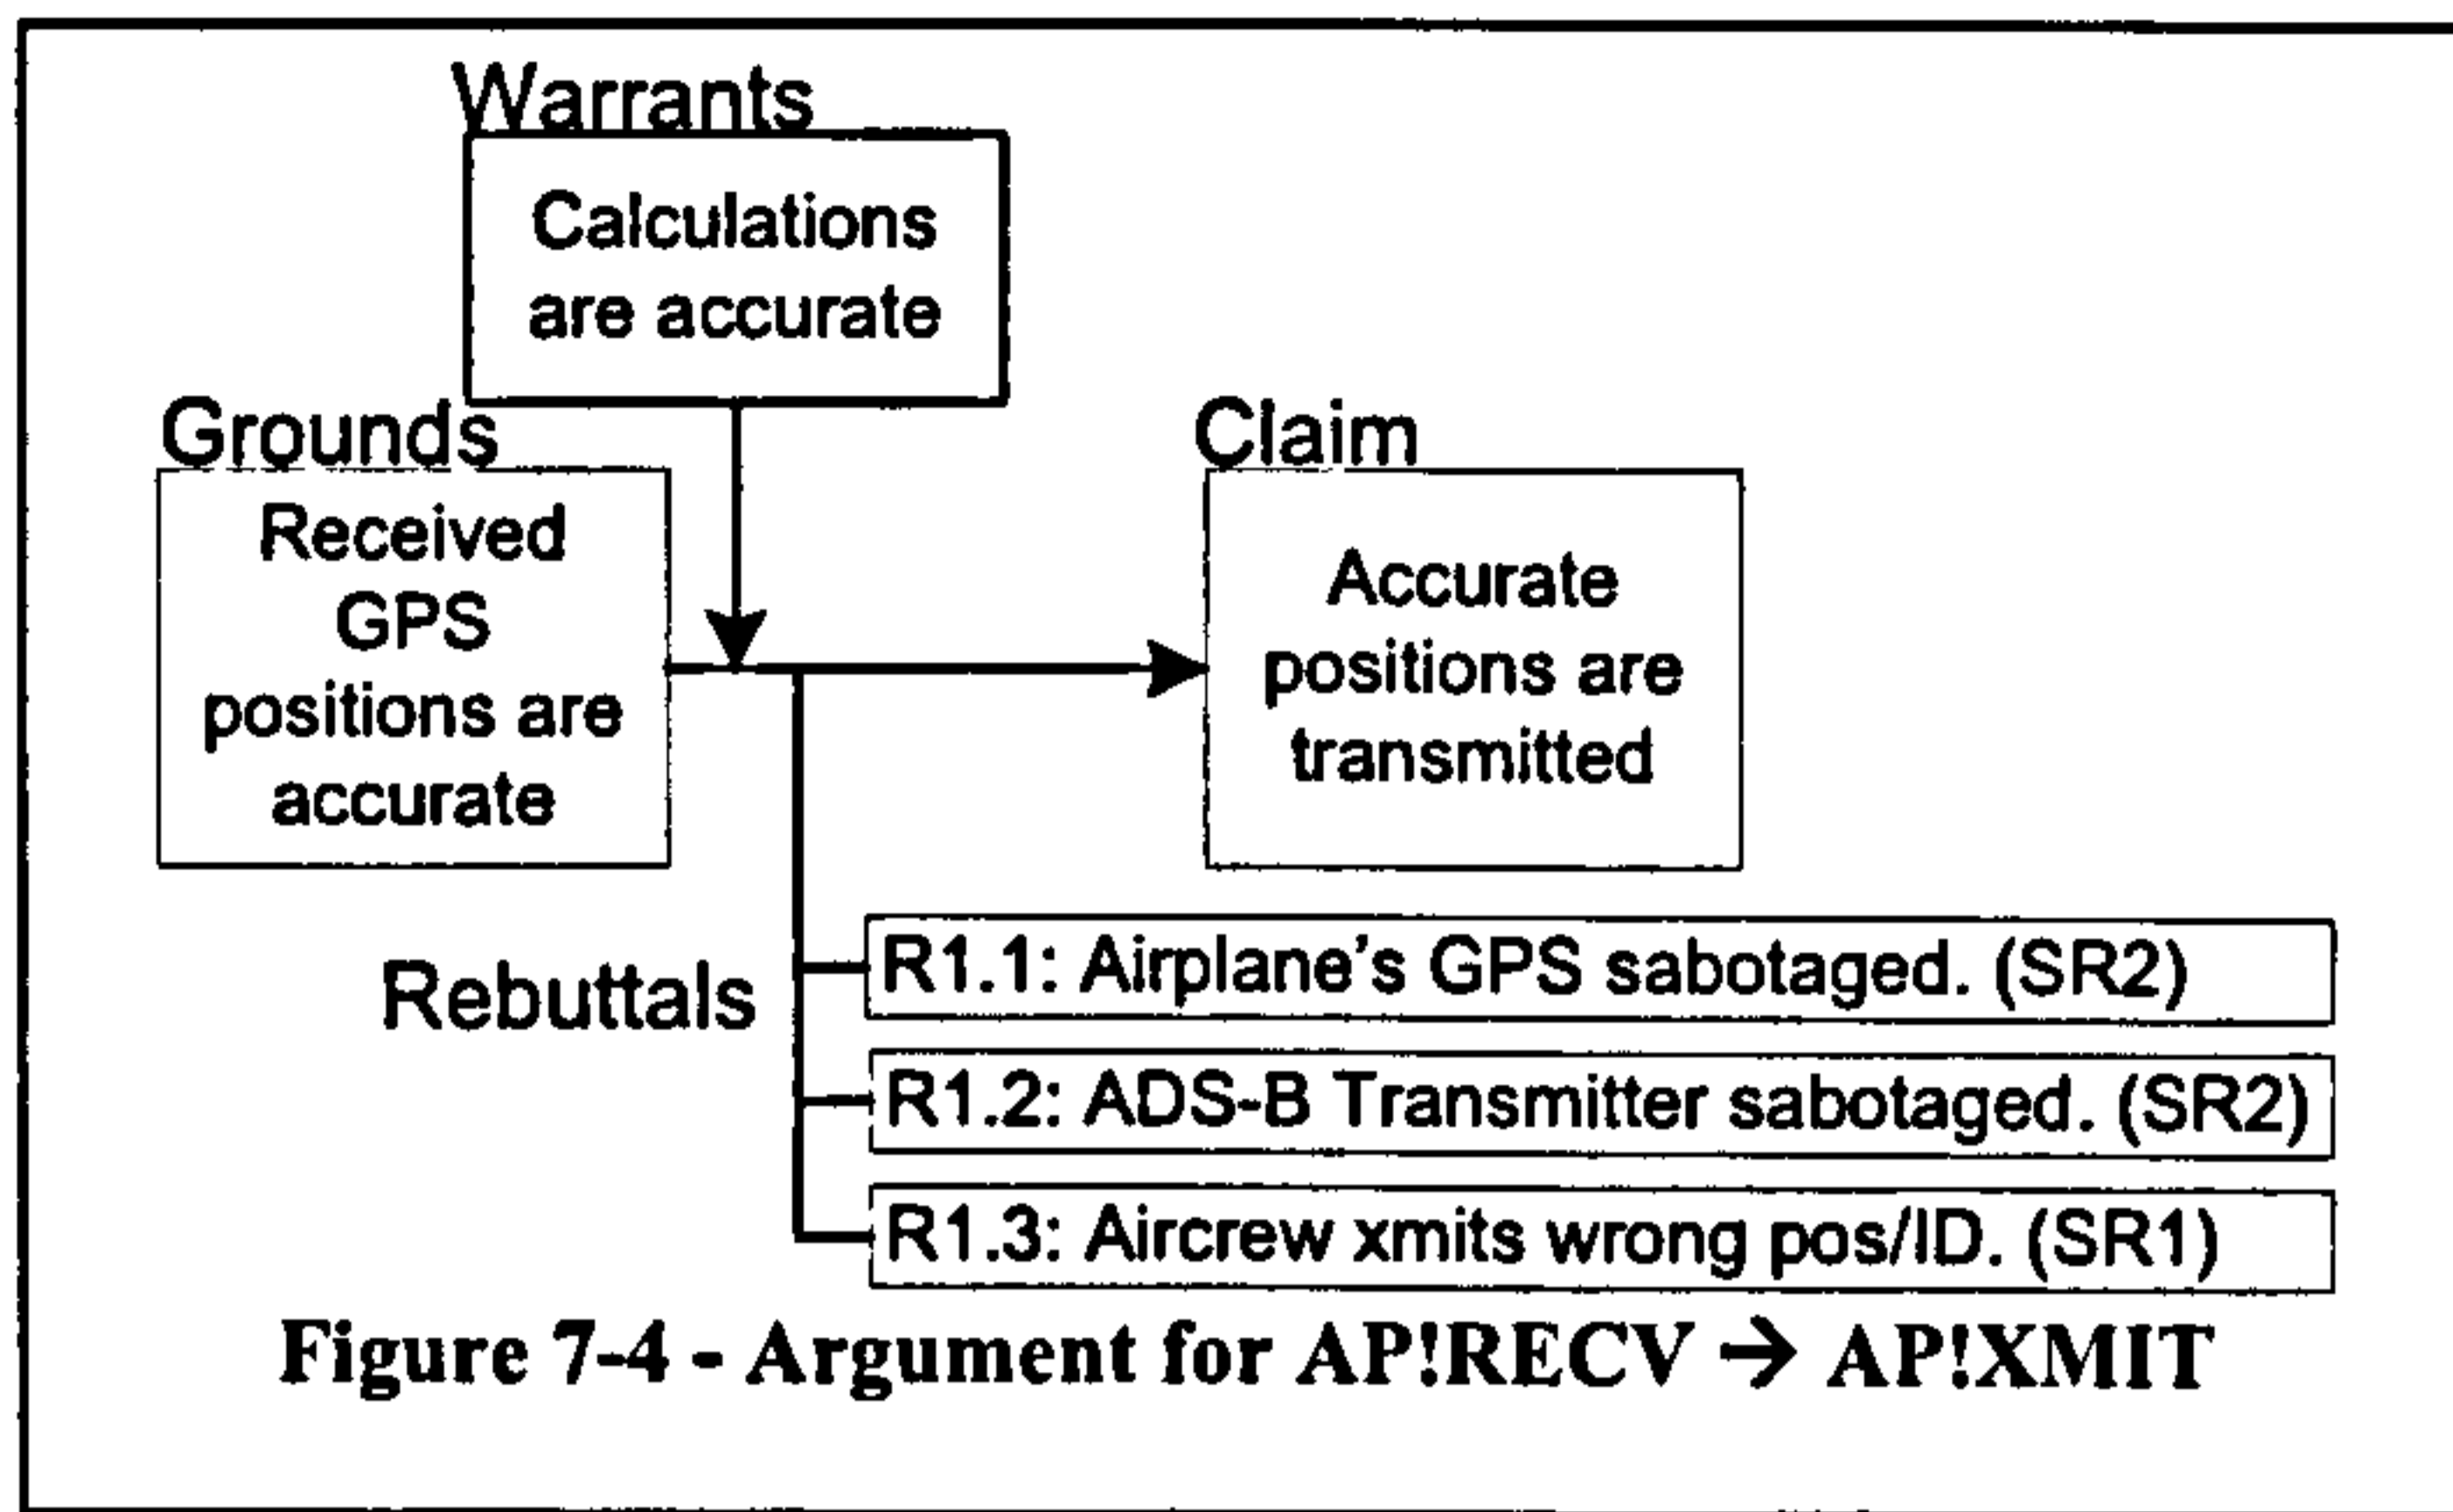 Warrants
Calculations
are accurate
Grounds
Received
GPS
positions are
accurate
Claim
Accurate
positions are
transmitted
Rebuttals
R1.1: Airplane's GPS sabotaged. (SR2)
R1.2: ADS-B Transmitter sabotaged. (SR2)
R1.3: Aircrew xmits wrong pos/ID. (SR1)
Figure 7-4 - Argument for AP!RECV → AP!XMIT